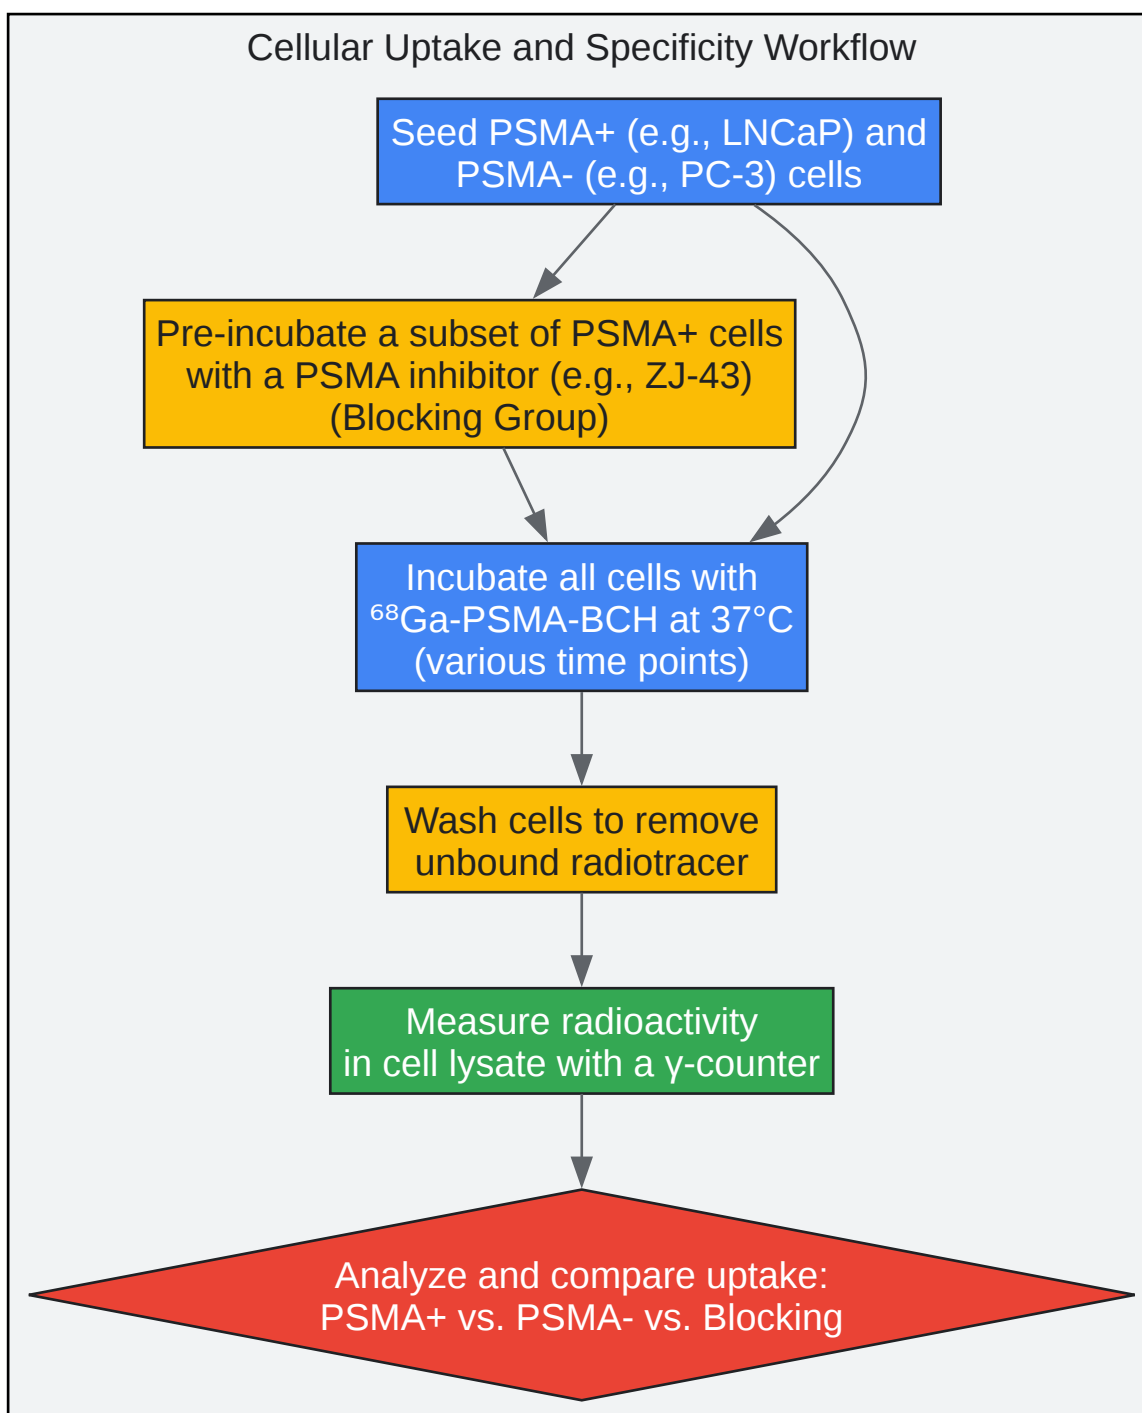 Cellular Uptake and Specificity Workflow
Seed PSMA+ (e.g., LNCaP) and
PSMA- (e.g., PC-3) cells
Pre-incubate a subset of PSMA+ cells
with a PSMA inhibitor (e.g., ZJ-43)
(Blocking Group)
Incubate all cells with
⁶⁸Ga-PSMA-BCH at 37°C
(various time points)
Wash cells to remove
unbound radiotracer
Measure radioactivity
in cell lysate with a γ-counter
Analyze and compare uptake:
PSMA+ vs. PSMA- vs. Blocking